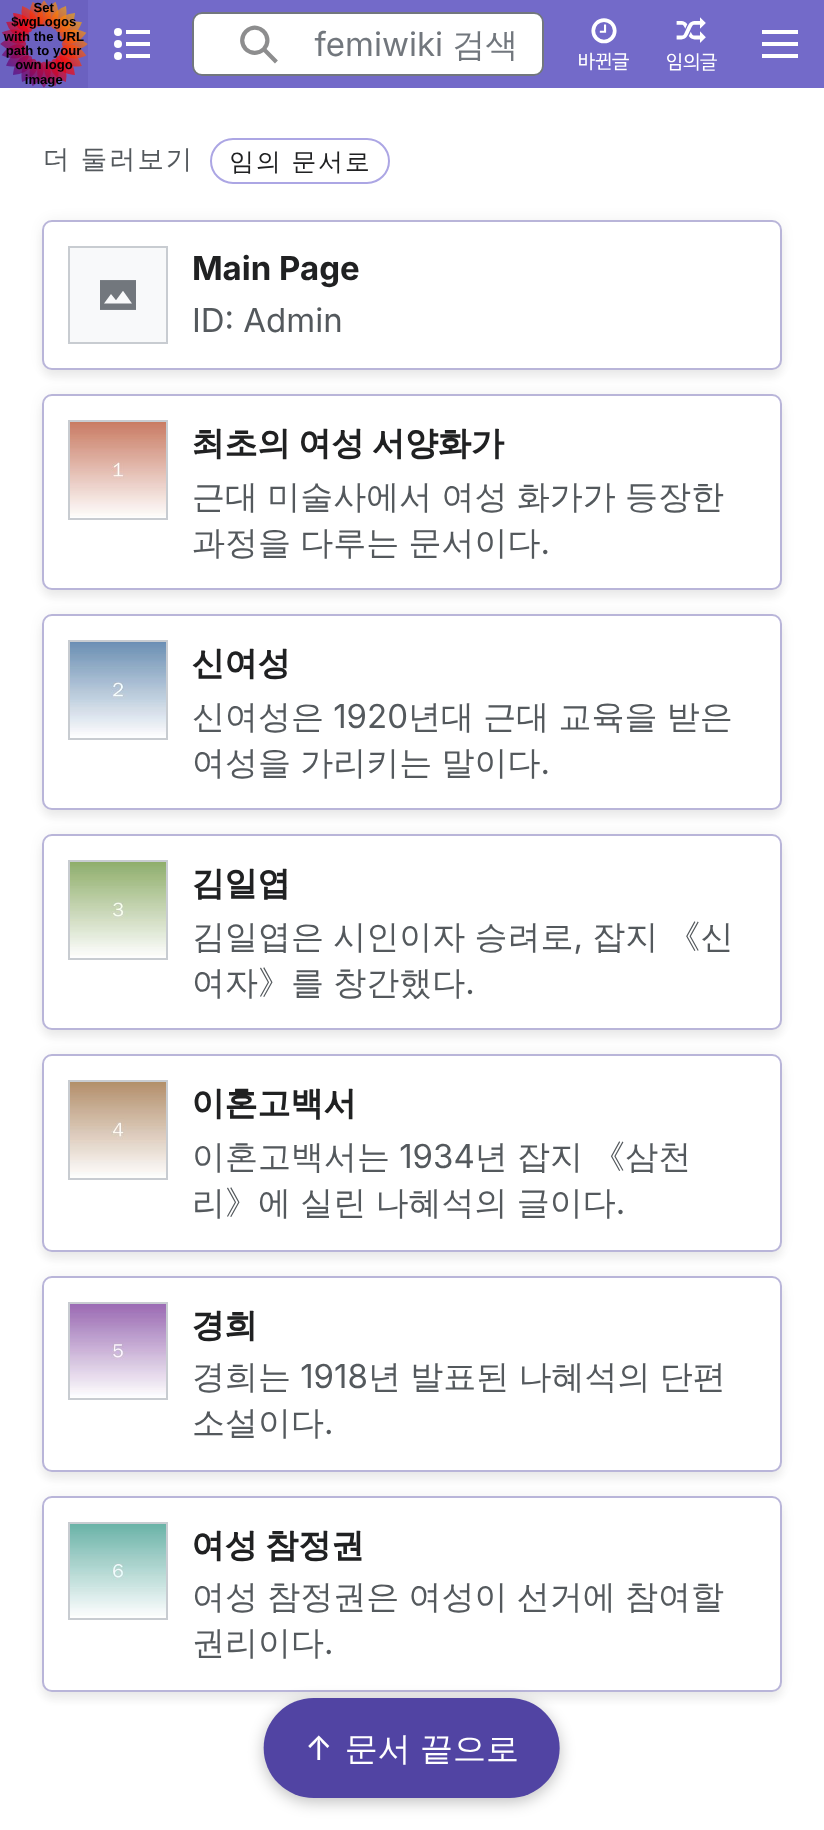 Set
$wgLogos
with the URL
path to your
own logo
image
femiwiki 검색
바뀐글
임의글
더 둘러보기
임의 문서로
Main Page
ID: Admin
1
최초의 여성 서양화가
근대 미술사에서 여성 화가가 등장한
과정을 다루는 문서이다.
2
신여성
신여성은 1920년대 근대 교육을 받은
여성을 가리키는 말이다.
3
김일엽
김일엽은 시인이자 승려로, 잡지 《신
여자》를 창간했다.
4
이혼고백서
이혼고백서는 1934년 잡지 《삼천
리》에 실린 나혜석의 글이다.
5
경희
경희는 1918년 발표된 나혜석의 단편
소설이다.
6
여성 참정권
여성 참정권은 여성이 선거에 참여할
권리이다.
↑ 문서 끝으로